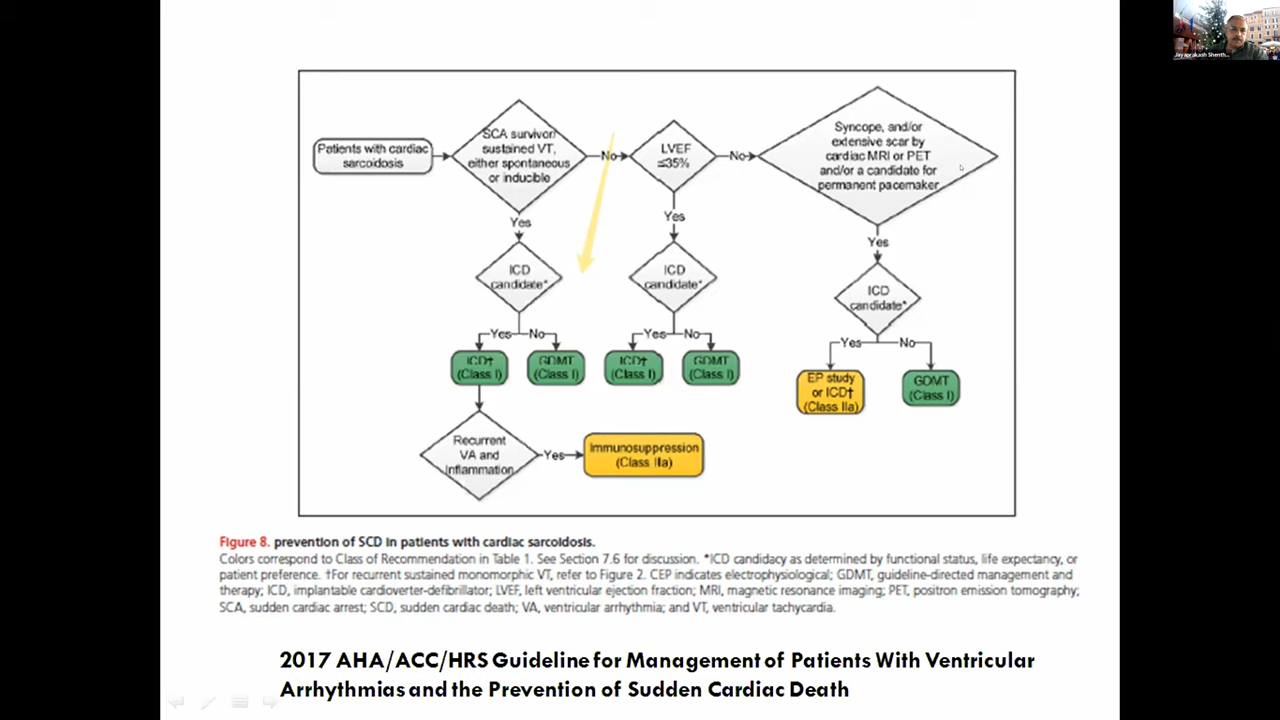 Jayaprakash Shenth...
Patients with cardiac
sarcoidosis
SCA survivor/
sustained VT,
either spontaneous
or inducible
No
LVEF
≤35%
No
Syncope, and/or
extensive scar by
cardiac MRI or PET
and/or a candidate for
permanent pacemaker
Yes
Yes
Yes
ICD
candidate*
ICD
candidate*
ICD
candidate*
Yes No
Yes No
Yes No
ICD†
(Class I)
GDMT
(Class I)
ICD†
(Class I)
GDMT
(Class I)
EP study
or ICD†
(Class IIa)
GDMT
(Class I)
Recurrent
VA and
inflammation
Yes
Immunosuppression
(Class IIa)
Figure 8. prevention of SCD in patients with cardiac sarcoidosis.
Colors correspond to Class of Recommendation in Table 1. See Section 7.6 for discussion. *ICD candidacy as determined by functional status, life expectancy, or
patient preference. †For recurrent sustained monomorphic VT, refer to Figure 2. CEP indicates electrophysiological; GDMT, guideline-directed management and
therapy; ICD, implantable cardioverter-defibrillator; LVEF, left ventricular ejection fraction; MRI, magnetic resonance imaging; PET, positron emission tomography;
SCA, sudden cardiac arrest; SCD, sudden cardiac death; VA, ventricular arrhythmia; and VT, ventricular tachycardia.
2017 AHA/ACC/HRS Guideline for Management of Patients With Ventricular
Arrhythmias and the Prevention of Sudden Cardiac Death